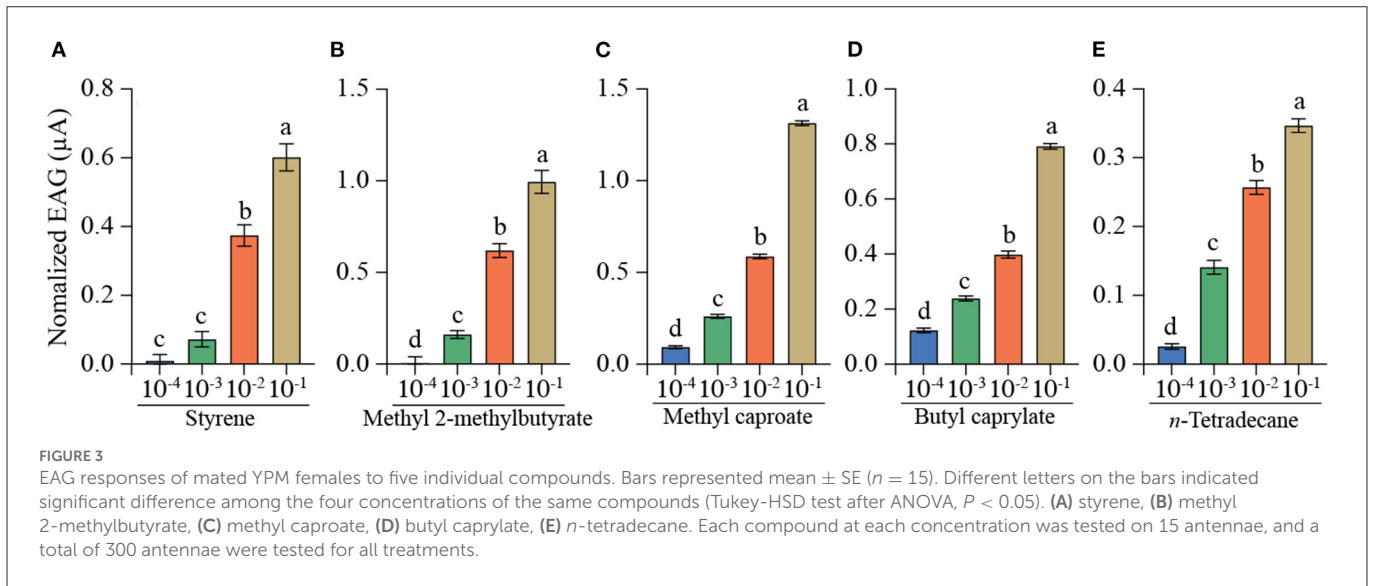 A
B
C
D
E
Nomalized EAG (μA)
0.8
0.6
0.4
0.2
0.0
c
c
b
a
10-4 10-3 10-2 10-1
Styrene
1.5
1.0
0.5
0.0
d
c
b
a
10-4 10-3 10-2 10-1
Methyl 2-methylbutyrate
1.5
1.0
0.5
0.0
d
c
b
a
10-4 10-3 10-2 10-1
Methyl caproate
1.0
0.8
0.6
0.4
0.2
0.0
d
c
b
a
10-4 10-3 10-2 10-1
Butyl caprylate
0.4
0.3
0.2
0.1
0.0
d
c
b
a
10-4 10-3 10-2 10-1
n-Tetradecane
FIGURE 3
EAG responses of mated YPM females to five individual compounds. Bars represented mean ± SE (n = 15). Different letters on the bars indicated
significant difference among the four concentrations of the same compounds (Tukey-HSD test after ANOVA, P < 0.05). (A) styrene, (B) methyl
2-methylbutyrate, (C) methyl caproate, (D) butyl caprylate, (E) n-tetradecane. Each compound at each concentration was tested on 15 antennae, and a
total of 300 antennae were tested for all treatments.